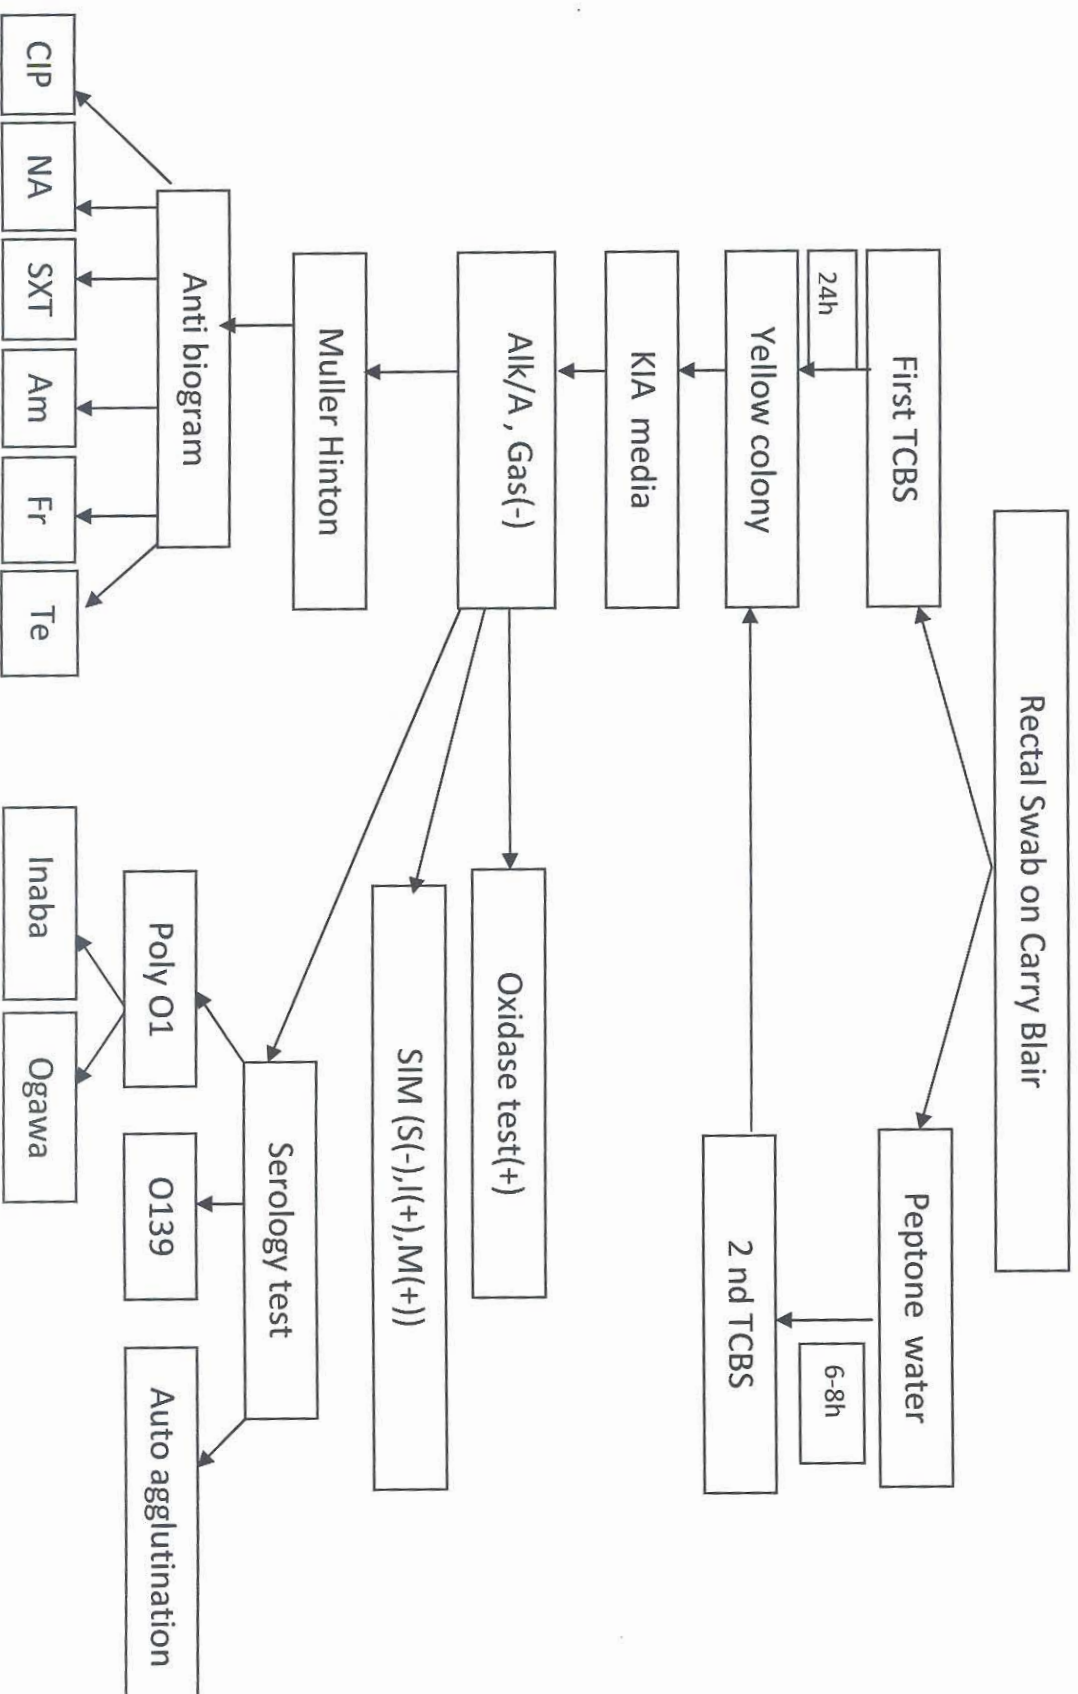 Rectal Swab on Carry Blair
First TCBS
Peptone water
24h
6-8h
Yellow colony
2 nd TCBS
KIA media
Alk/A , Gas(-)
Oxidase test(+)
SIM (S(-),I(+),M(+))
Muller Hinton
Serology test
Anti biogram
Poly O1
O139
Auto agglutination
CIP
NA
SXT
Am
Fr
Te
Inaba
Ogawa